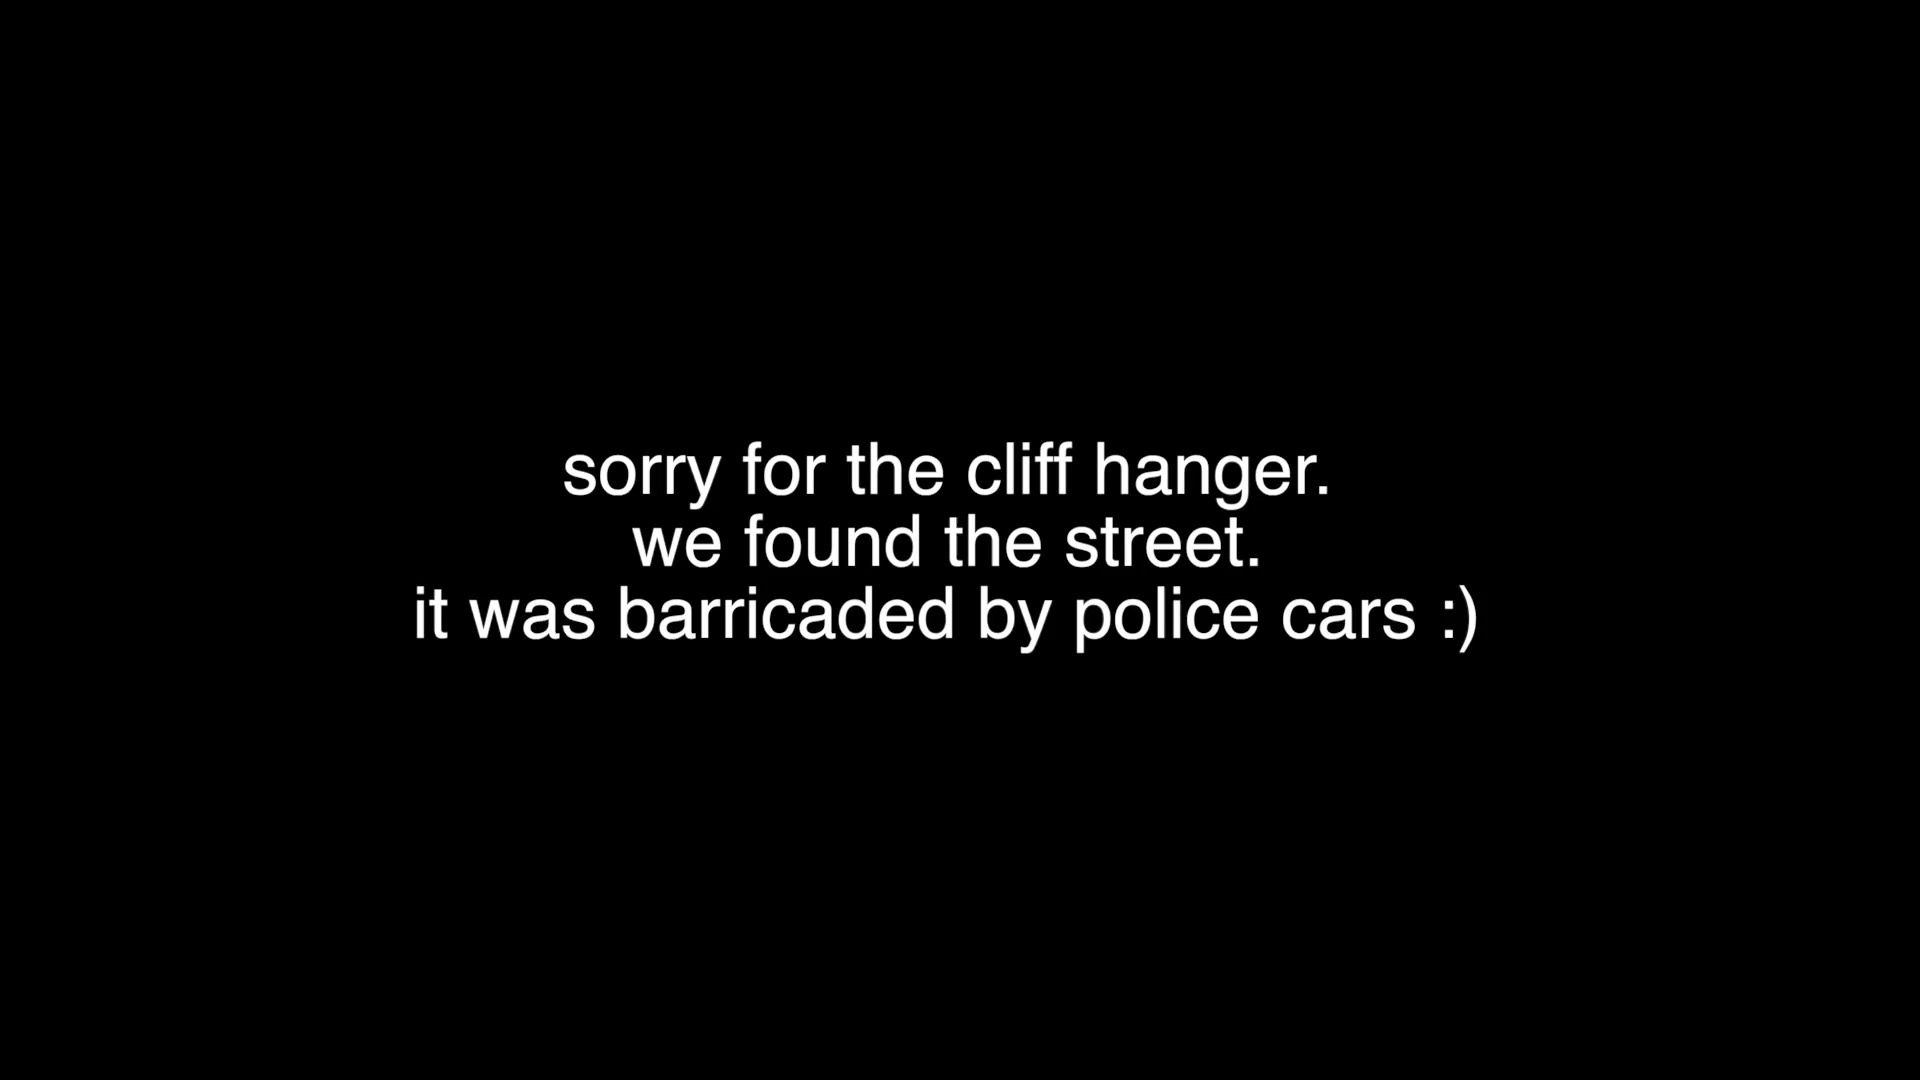 sorry for the cliff hanger.
we found the street.
it was barricaded by police cars :)